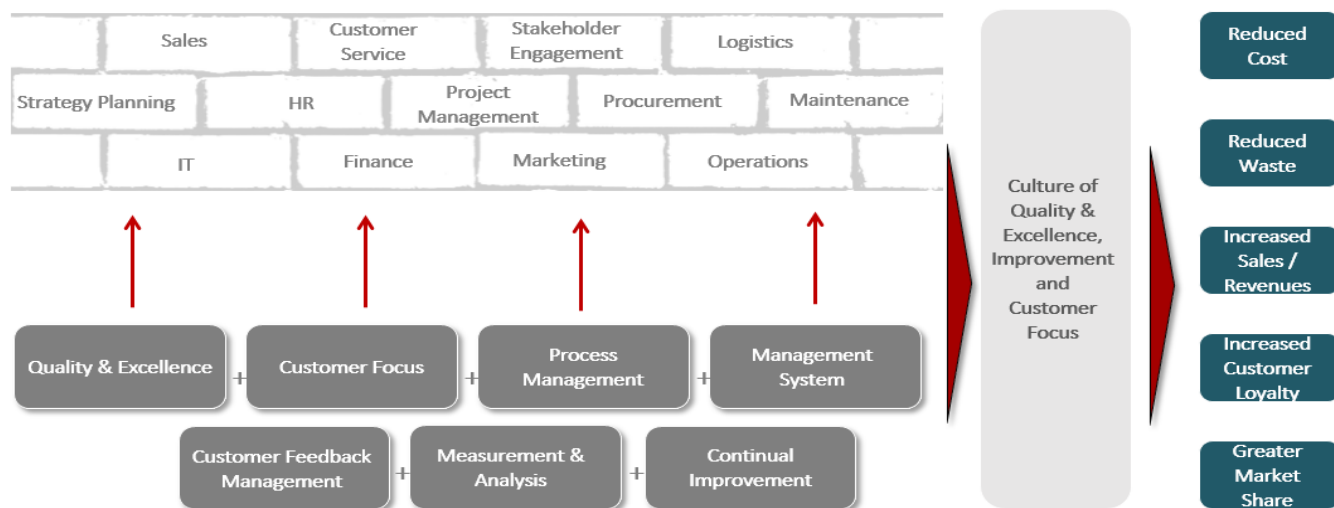 Sales
Customer
Service
Stakeholder
Engagement
Logistics
Strategy Planning
HR
Project
Management
Procurement
Maintenance
IT
Finance
Marketing
Operations
Quality & Excellence
+
Customer Focus
+
Process
Management
+
Management
System
Customer Feedback
Management
+
Measurement &
Analysis
+
Continual
Improvement
Culture of
Quality &
Excellence,
Improvement
and
Customer
Focus
Reduced
Cost
Reduced
Waste
Increased
Sales /
Revenues
Increased
Customer
Loyalty
Greater
Market
Share